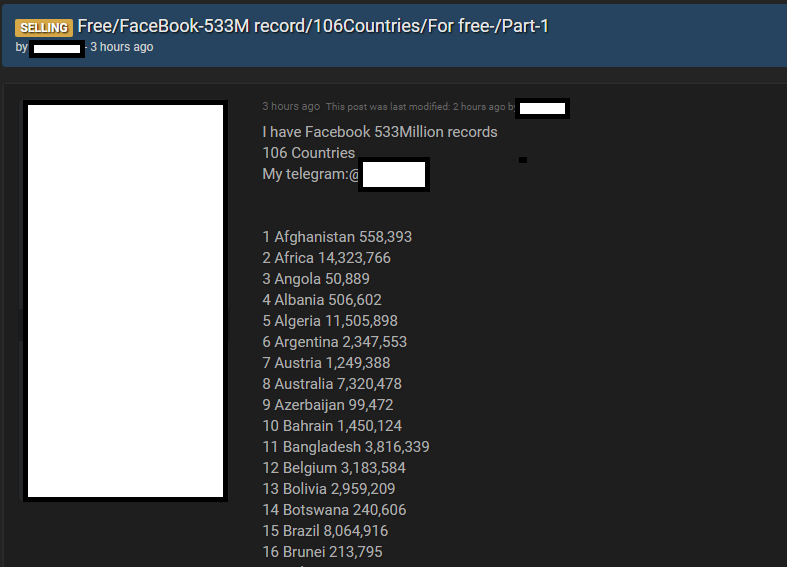 SELLING Free/FaceBook-533M record/106Countries/For free-/Part-1
by - 3 hours ago
3 hours ago This post was last modified: 2 hours ago by
I have Facebook 533Million records
106 Countries
My telegram:@
1 Afghanistan 558,393
2 Africa 14,323,766
3 Angola 50,889
4 Albania 506,602
5 Algeria 11,505,898
6 Argentina 2,347,553
7 Austria 1,249,388
8 Australia 7,320,478
9 Azerbaijan 99,472
10 Bahrain 1,450,124
11 Bangladesh 3,816,339
12 Belgium 3,183,584
13 Bolivia 2,959,209
14 Botswana 240,606
15 Brazil 8,064,916
16 Brunei 213,795